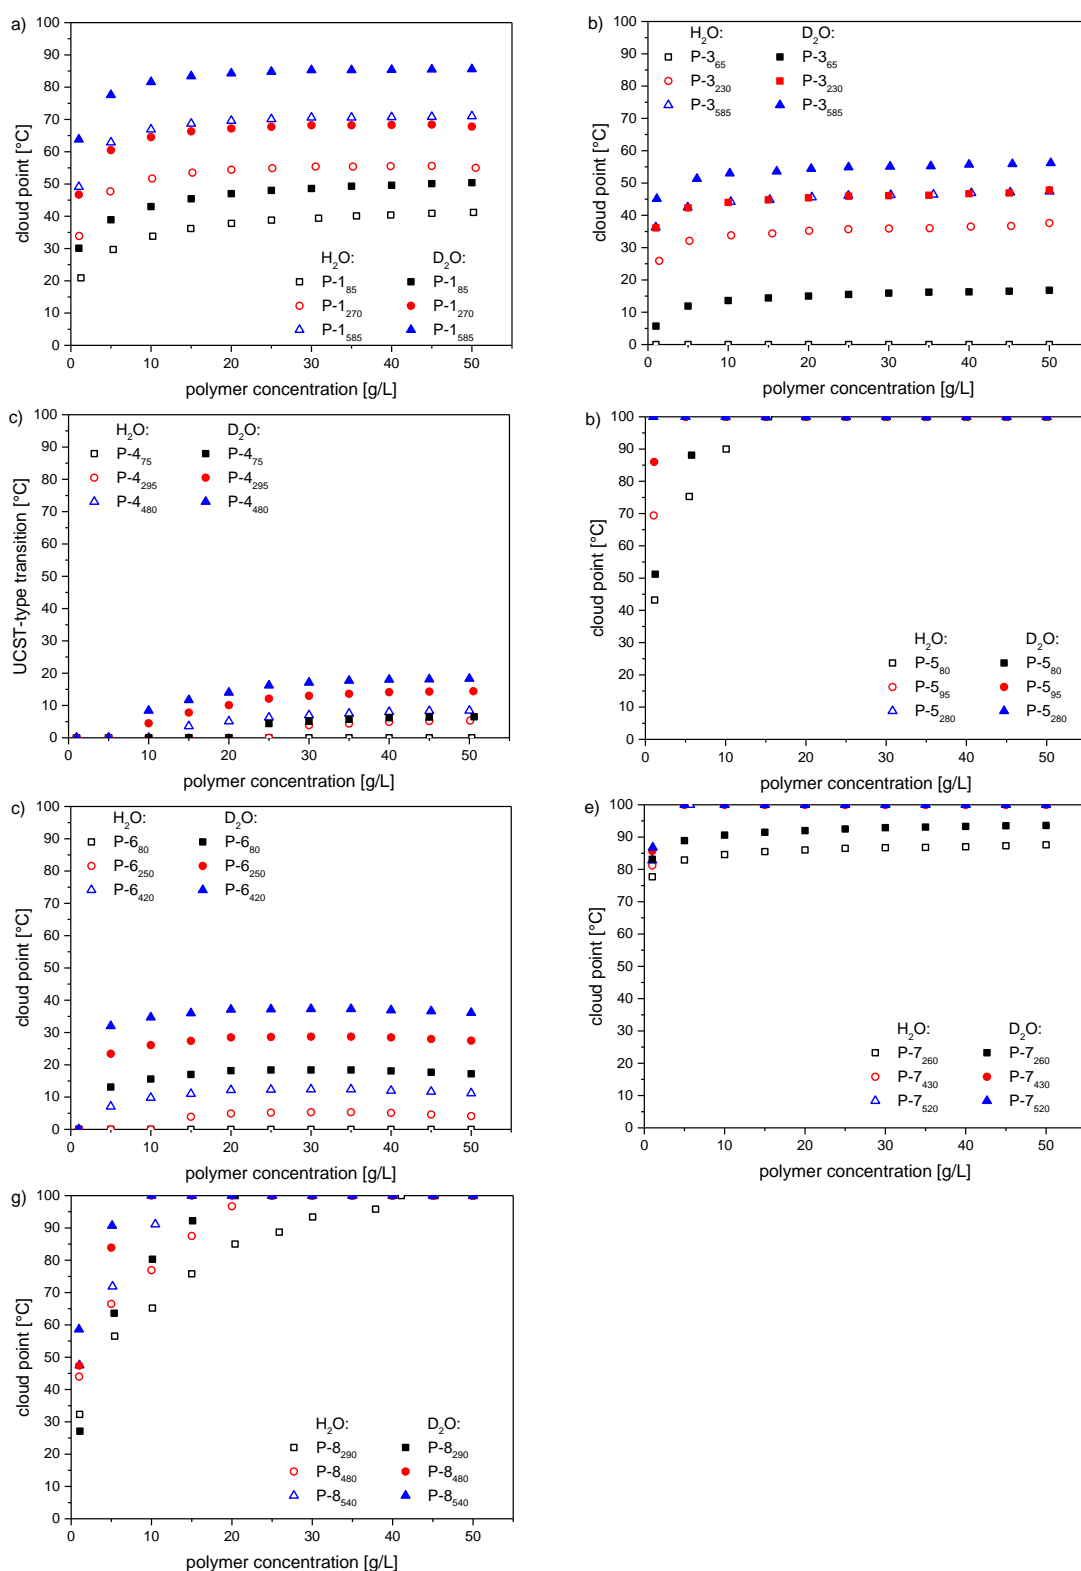 a)
cloud point [°C]
100
90
80
70
60
50
40
30
20
10
0
H2O: D2O:
P-185 P-185
P-1270 P-1270
P-1585 P-1585
0 10 20 30 40 50
polymer concentration [g/L]
b)
cloud point [°C]
100
90
80
70
60
50
40
30
20
10
0
H2O: D2O:
P-365 P-365
P-3230 P-3230
P-3585 P-3585
0 10 20 30 40 50
polymer concentration [g/L]
c)
UCST-type transition [°C]
100
90
80
70
60
50
40
30
20
10
0
H2O: D2O:
P-475 P-475
P-4295 P-4295
P-4480 P-4480
0 10 20 30 40 50
polymer concentration [g/L]
b)
cloud point [°C]
100
90
80
70
60
50
40
30
20
10
0
H2O: D2O:
P-580 P-580
P-595 P-595
P-5280 P-5280
0 10 20 30 40 50
polymer concentration [g/L]
c)
cloud point [°C]
100
90
80
70
60
50
40
30
20
10
0
H2O: D2O:
P-680 P-680
P-6250 P-6250
P-6420 P-6420
0 10 20 30 40 50
polymer concentration [g/L]
e)
cloud point [°C]
100
90
80
70
60
50
40
30
20
10
0
H2O: D2O:
P-7260 P-7260
P-7430 P-7430
P-7520 P-7520
0 10 20 30 40 50
polymer concentration [g/L]
g)
cloud point [°C]
100
90
80
70
60
50
40
30
20
10
0
H2O: D2O:
P-8290 P-8290
P-8480 P-8480
P-8540 P-8540
0 10 20 30 40 50
polymer concentration [g/L]